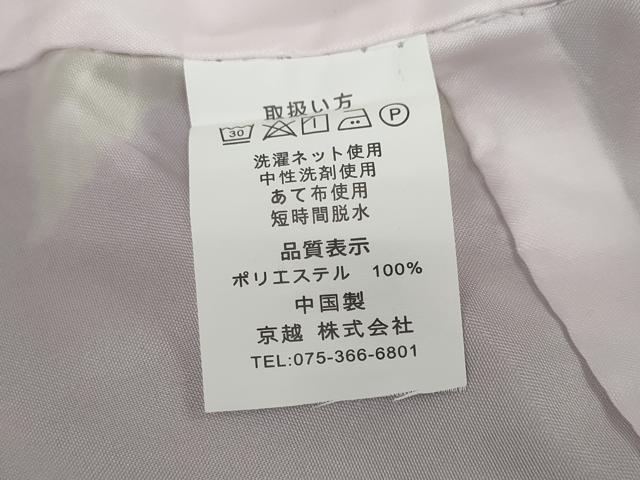 取扱い方
30 P
洗濯ネット使用
中性洗剤使用
あて布使用
短時間脱水
品質表示
ポリエステル 100%
中国製
京越 株式会社
TEL:075-366-6801